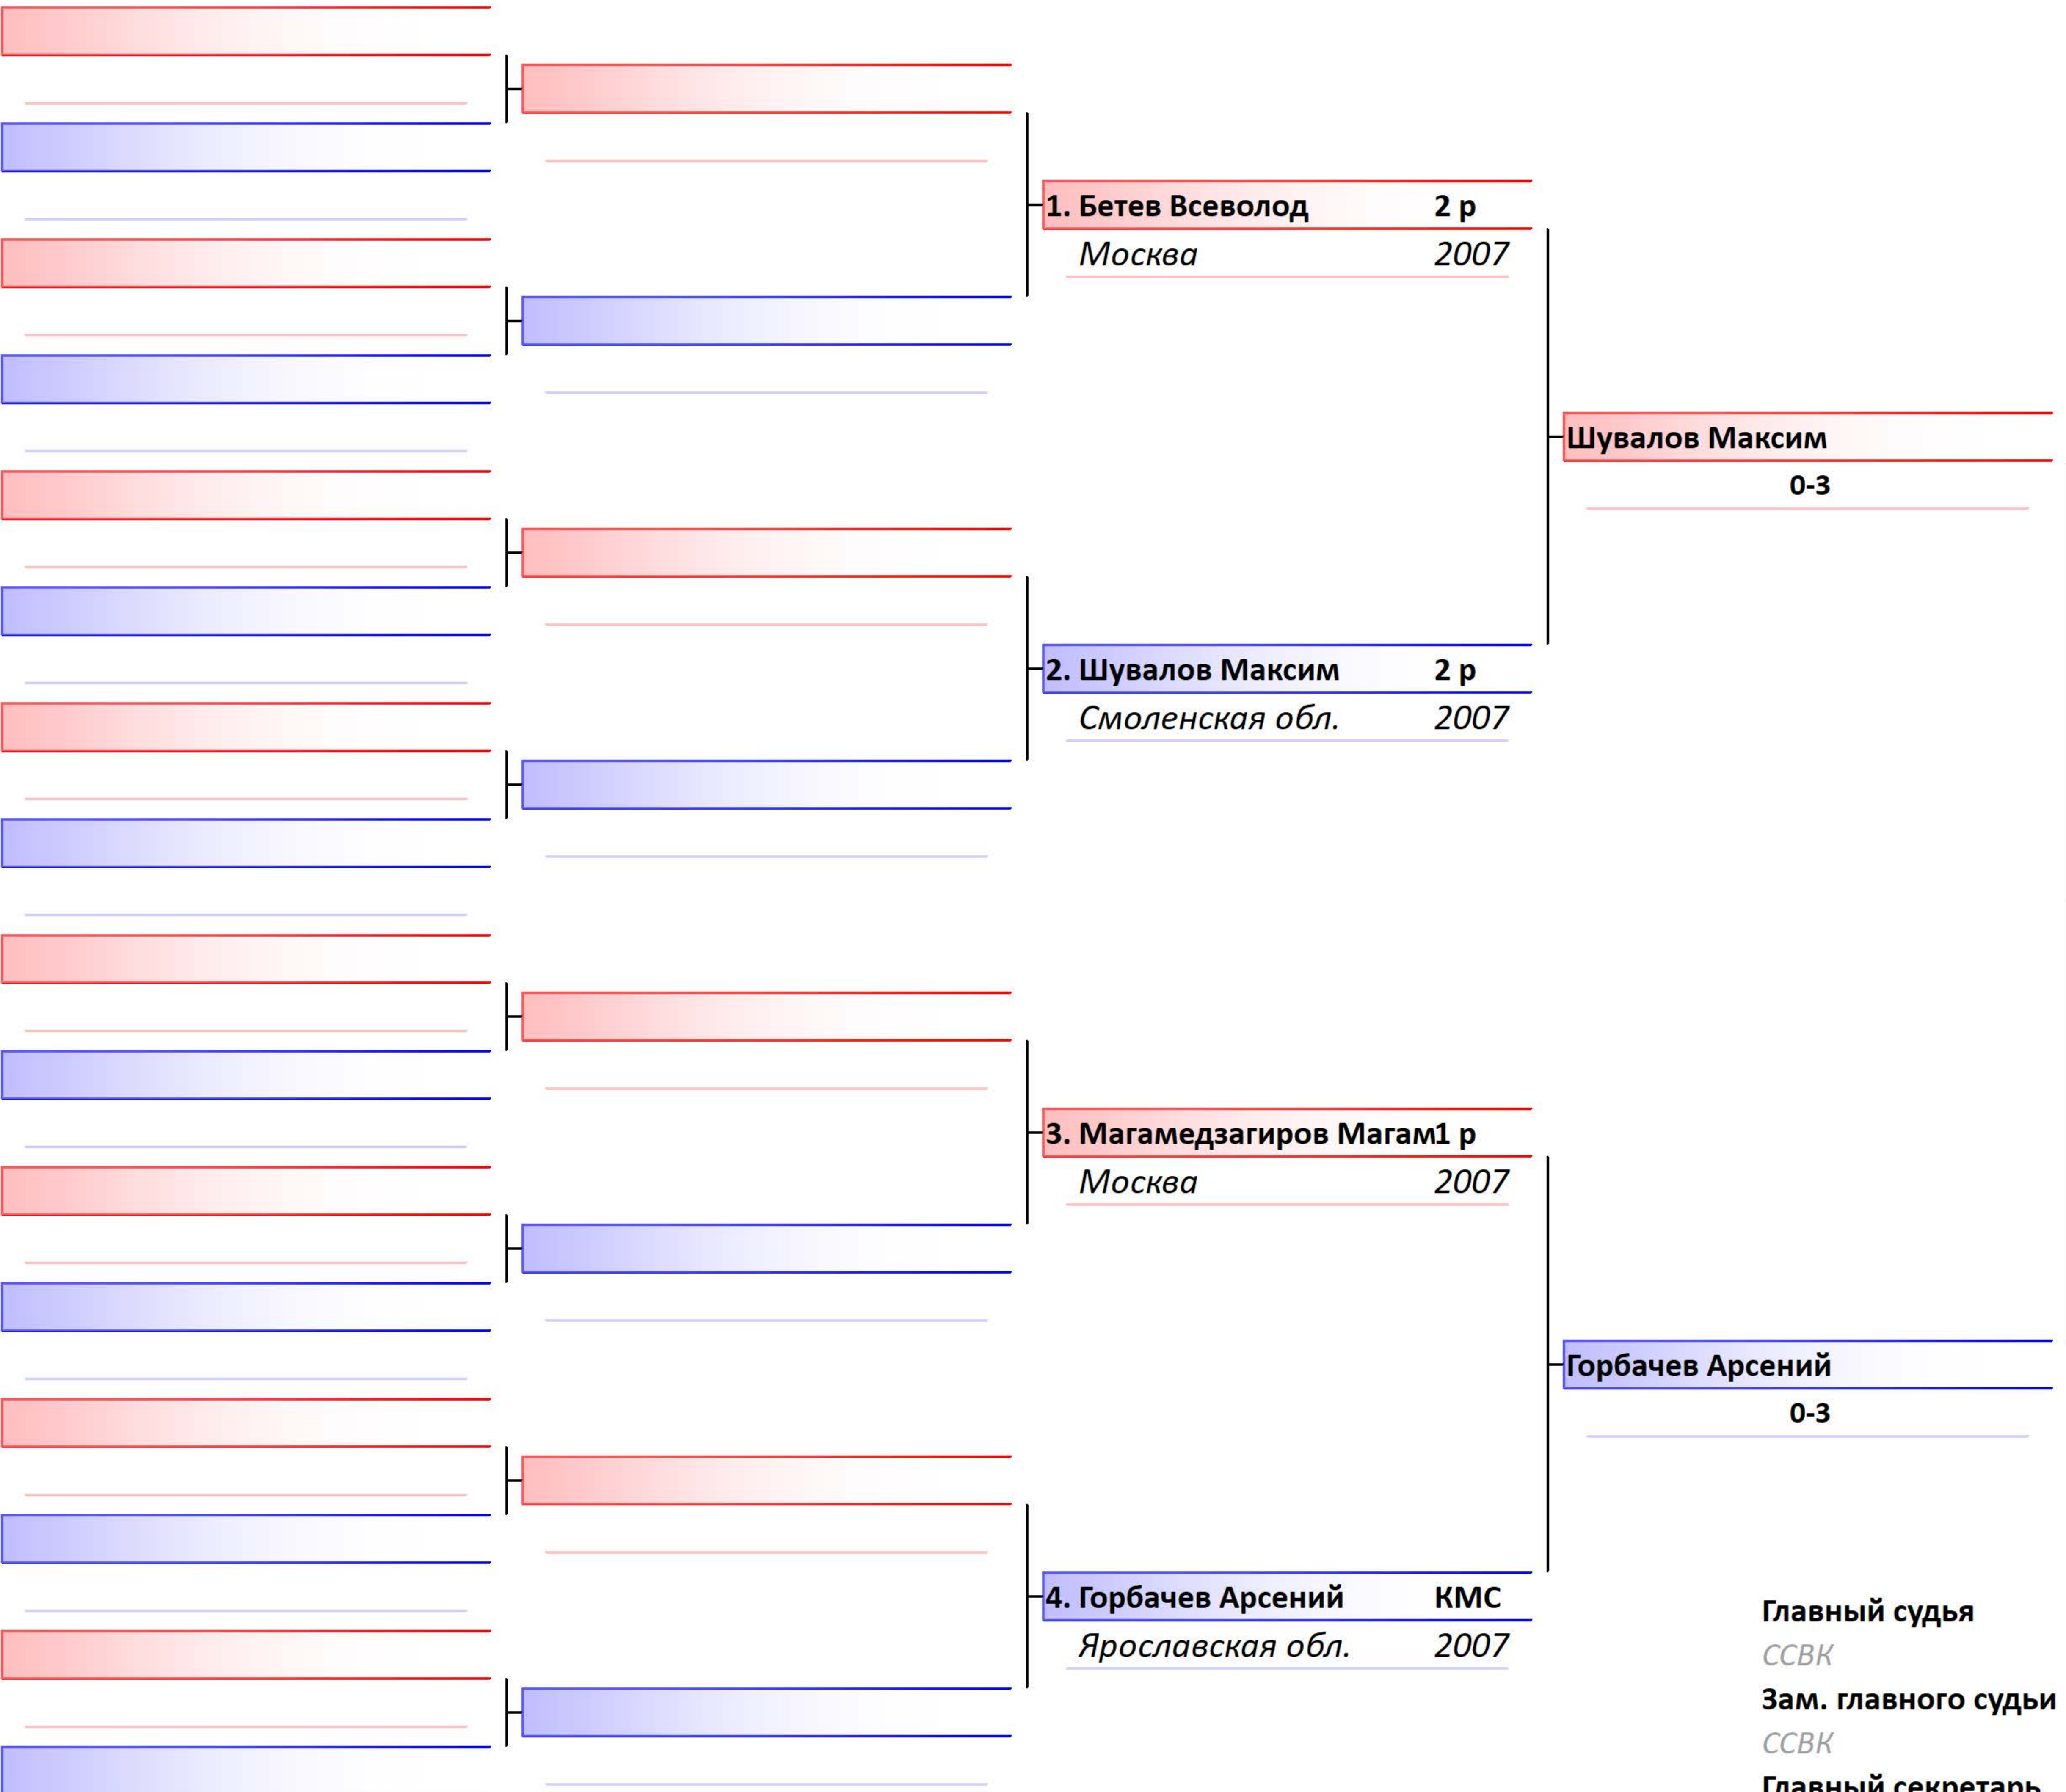 1. Бетев Всеволод 2 р
Москва 2007
Шувалов Максим
0-3
2. Шувалов Максим 2 р
Смоленская обл. 2007
3. Магамедзагиров Магам1 р
Москва 2007
Горбачев Арсений
0-3
4. Горбачев Арсений КМС
Ярославская обл. 2007
Главный судья
ССВК
Зам. главного судьи
ССВК
Главный секретарь